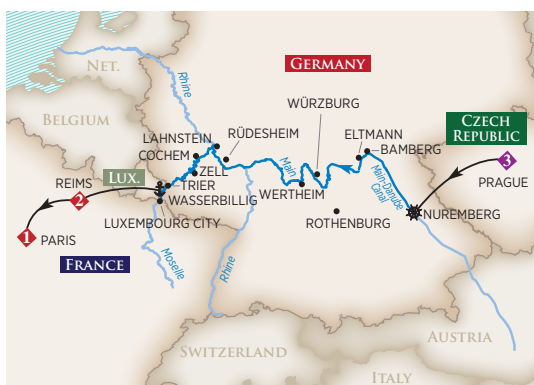 NET.
Rhine
GERMANY
BELGIUM
WÜRZBURG
CZECH
REPUBLIC
LAHNSTEIN
RÜDESHEIM
ELTMANN
BAMBERG
COCHEM
ZELL
Main
3
LUX.
TRIER
PRAGUE
REIMS
WASSERBILLIG
WERTHEIM
Main-Danube
Canal
2
LUXEMBOURG CITY
ROTHENBURG
NUREMBERG
1
PARIS
Moselle
Rhine
FRANCE
AUSTRIA
SWITZERLAND
ITALY